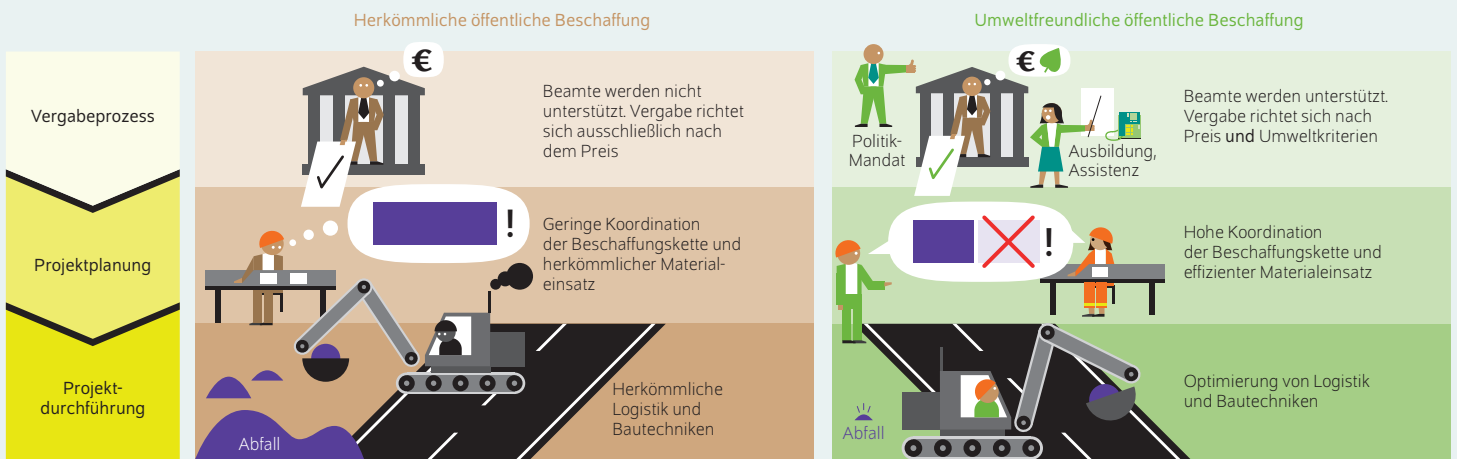 Herkömmliche öffentliche Beschaffung
Umweltfreundliche öffentliche Beschaffung
Vergabeprozess
€
Beamte werden nicht
unterstützt. Vergabe richtet
sich ausschließlich nach
dem Preis
Politik-
Mandat
€
Ausbildung,
Assistenz
Beamte werden unterstützt.
Vergabe richtet sich nach
Preis und Umweltkriterien
Projektplanung
!
Geringe Koordination
der Beschaffungskette und
herkömmlicher Material-
einsatz
!
Hohe Koordination
der Beschaffungskette und
effizienter Materialeinsatz
Projekt-
durchführung
Abfall
Herkömmliche
Logistik und
Bautechniken
Abfall
Optimierung von Logistik
und Bautechniken